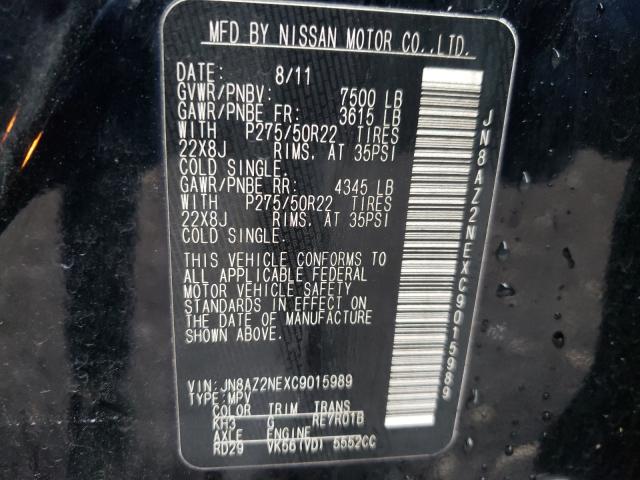 MFD BY NISSAN MOTOR CO.,LTD.
DATE: 8/11
GVWR/PNBV: 7500 LB
GAWR/PNBE FR: 3615 LB
WITH P275/50R22 TIRES
22X8J RIMS, AT 35PSI
COLD SINGLE.
GAWR/PNBE RR: 4345 LB
WITH P275/50R22 TIRES
22X8J RIMS, AT 35PSI
COLD SINGLE.
THIS VEHICLE CONFORMS TO
ALL APPLICABLE FEDERAL
MOTOR VEHICLE SAFETY
STANDARDS IN EFFECT ON
THE DATE OF MANUFACTURE
SHOWN ABOVE.
VIN:JN8AZ2NEXC9015989
TYPE:MPV
COLOR TRIM TRANS
KH3 G RE7R01B
AXLE ENGINE
RD29 VK56(VD) 5552CC
JN8AZ2NEXC9015989